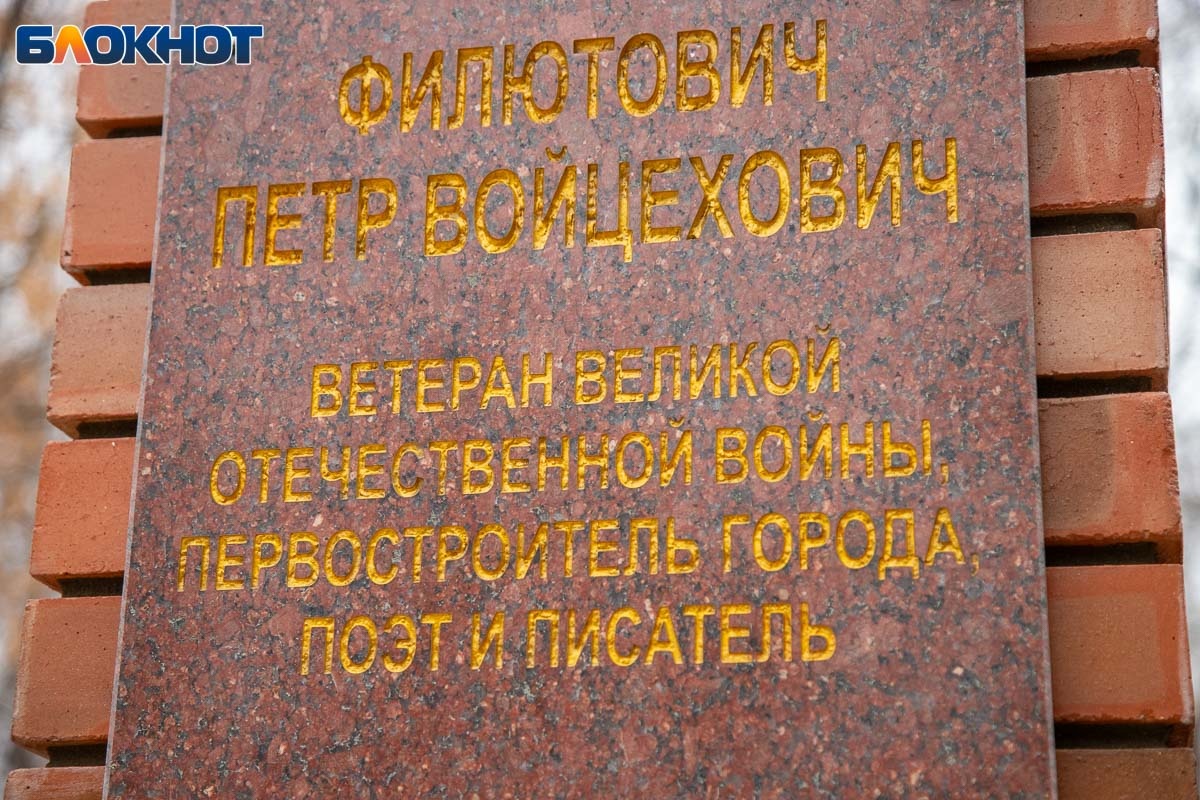 БЛОКНОТ
ФИЛЮТОВИЧ
ПЕТР ВОЙЦЕХОВИЧ
ВЕТЕРАН ВЕЛИКОЙ
ОТЕЧЕСТВЕННОЙ ВОЙНЫ,
ПЕРВОСТРОИТЕЛЬ ГОРОДА,
ПОЭТ И ПИСАТЕЛЬ